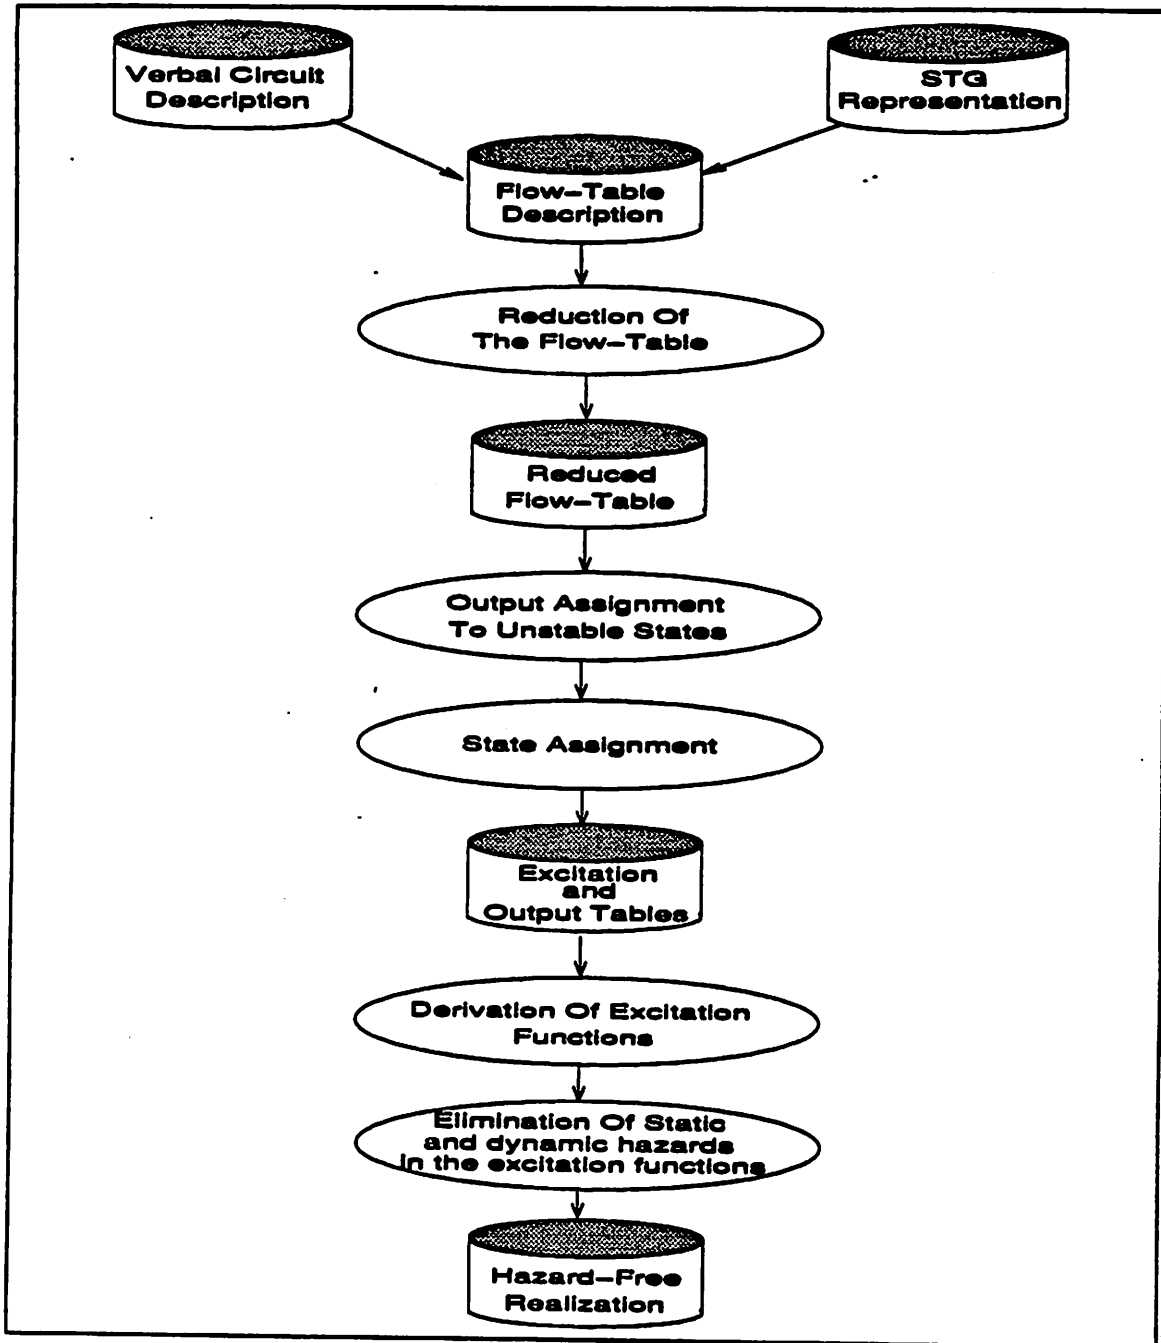 Verbal Circuit
Description
STG
Representation
Flow-Table
Description
Reduction Of
The Flow-Table
Reduced
Flow-Table
Output Assignment
To Unstable States
State Assignment
Excitation
and
Output Tables
Derivation Of Excitation
Functions
Elimination Of Static
and dynamic hazards
in the excitation functions
Hazard-Free
Realization